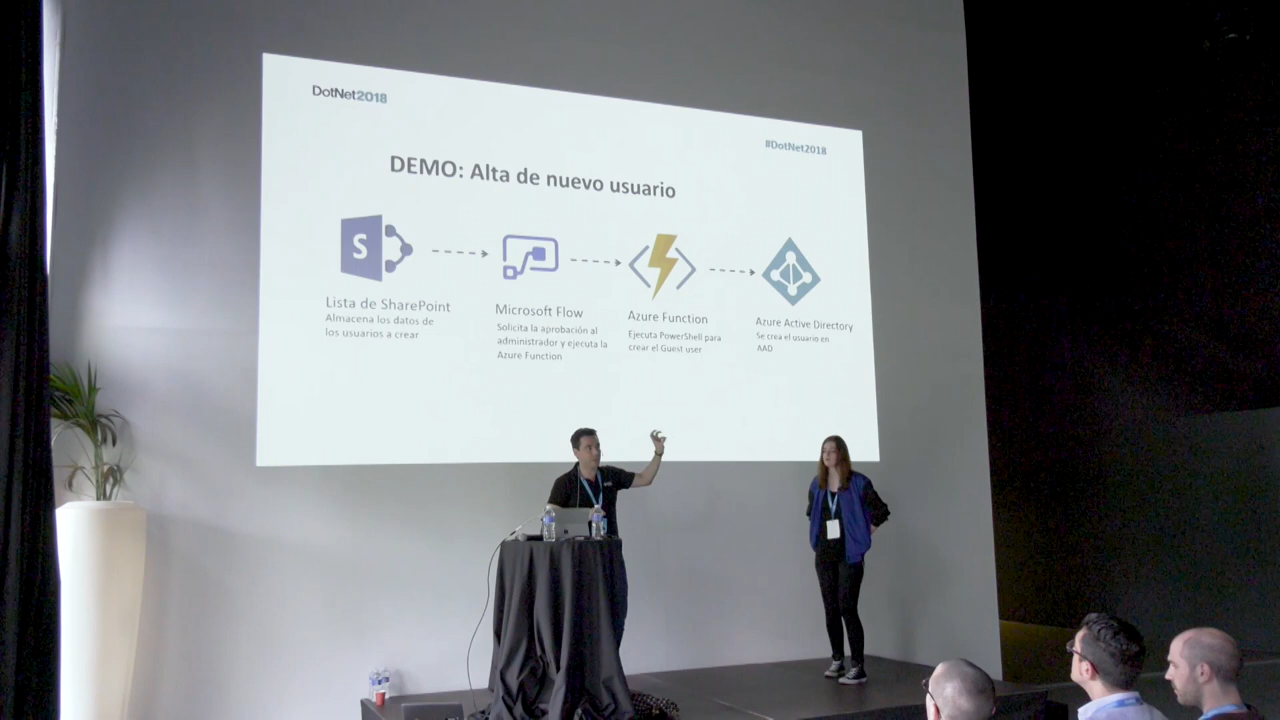 DotNet2018
#DotNet2018
DEMO: Alta de nuevo usuario
S
Lista de SharePoint
Almacena los datos de
los usuarios a crear
Microsoft Flow
Solicita la aprobación al
administrador y ejecuta la
Azure Function
Azure Function
Ejecuta PowerShell para
crear el Guest user
Azure Active Directory
Se crea el usuario en
AAD